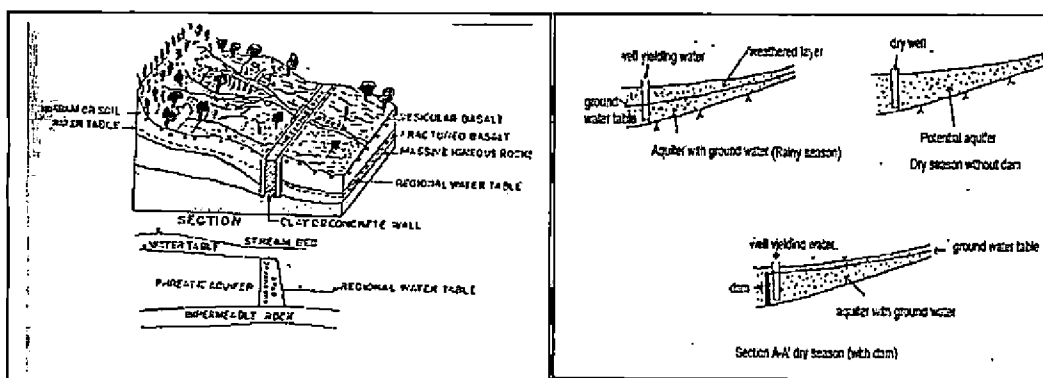 OR SOIL
WATER TABLE
VESICULAR BASALT
FRACTURED BASALT
MASSIVE IGNEOUS ROCKS
REGIONAL WATER TABLE
CLAY OR CONCRETE WALL
SECTION
WATER TABLE
STREAM BED
PHREATIC AQUIFER
REGIONAL WATER TABLE
IMPERMEABLE ROCK
well yielding water
weathered layer
ground
water table
Aquifer with ground water (Rainy season)
dry well
Potential aquifer
Dry season without dam
well yielding water
ground water table
dam
aquifer with ground water
Section A-A' dry season (with dam)